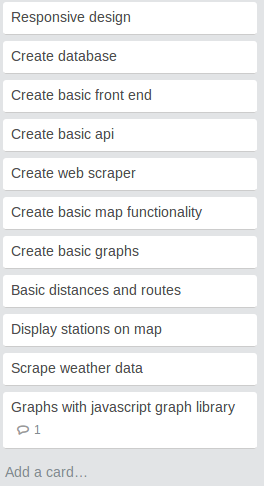 Responsive design
Create database
Create basic front end
Create basic api
Create web scraper
Create basic map functionality
Create basic graphs
Basic distances and routes
Display stations on map
Scrape weather data
Graphs with javascript graph library
1
Add a card…